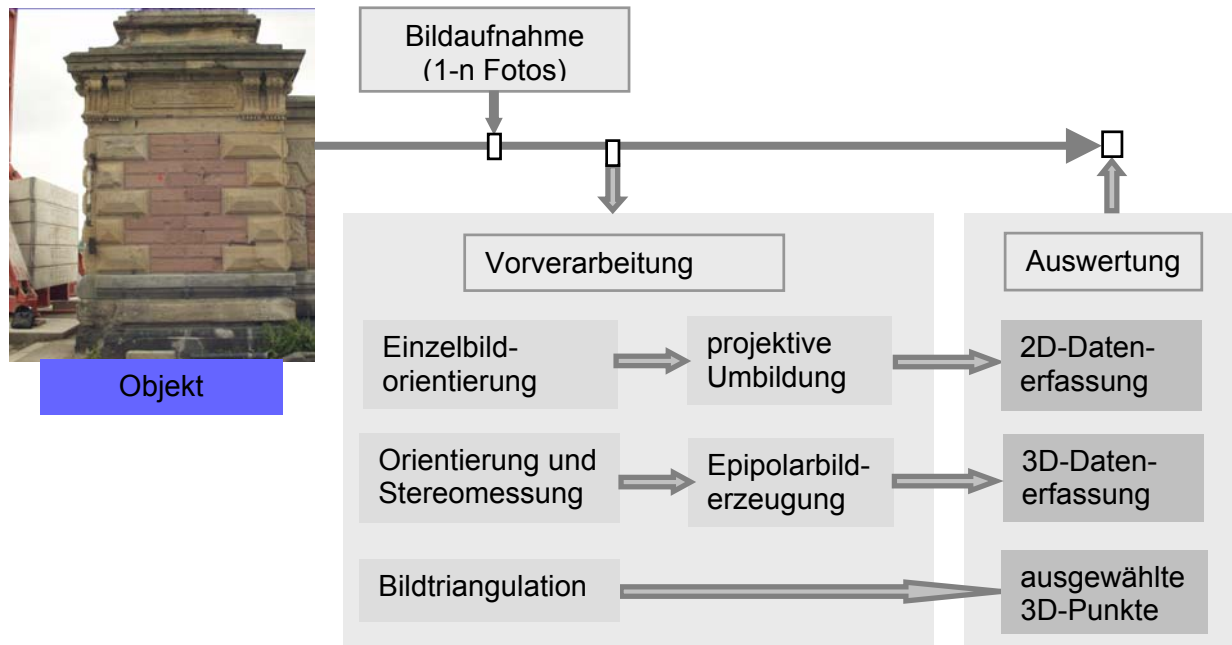 Bildaufnahme
(1-n Fotos)
Objekt
Vorverarbeitung
Einzelbild-
orientierung
projektive
Umbildung
Orientierung und
Stereomessung
Epipolarbild-
erzeugung
Bildtriangulation
Auswertung
2D-Daten-
erfassung
3D-Daten-
erfassung
ausgewählte
3D-Punkte